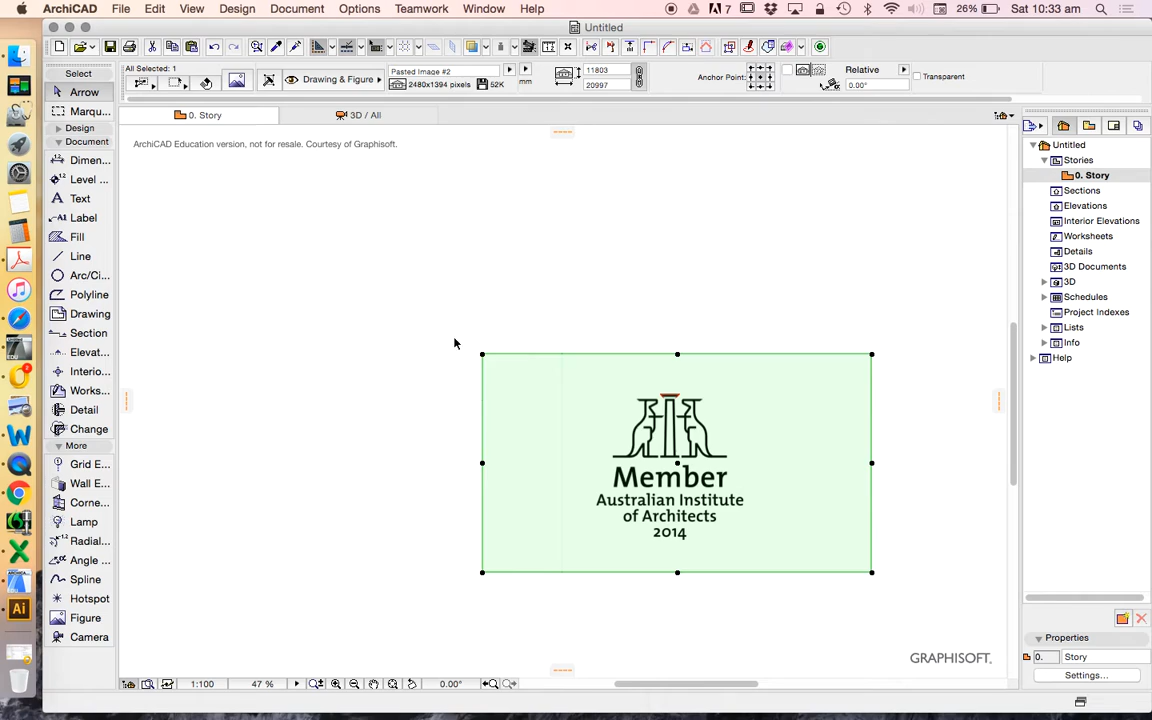 ArchiCAD File Edit View Design Document Options Teamwork Window Help
7 26% Sat 10:33 am
Untitled
All Selected: 1
Drawing & Figure
Pasted Image #2
2480x1394 pixels 52K
mm
11803
20997
Anchor Point:
Relative
0.00°
Transparent
Select
Arrow
Marqu...
Design
Document
Dimen...
Level ...
Text
A1 Label
Fill
Line
Arc/Ci...
Polyline
Drawing
Section
Elevat...
Interio...
Works...
Detail
Change
More
Grid E...
Wall E...
Corne...
Lamp
Radial...
Angle ...
Spline
Hotspot
Figure
Camera
0. Story
3D / All
ArchiCAD Education version, not for resale. Courtesy of Graphisoft.
Member
Australian Institute
of Architects
2014
GRAPHISOFT.
1:100
47 %
0.00°
Untitled
Stories
0. Story
Sections
Elevations
Interior Elevations
Worksheets
Details
3D Documents
3D
Schedules
Project Indexes
Lists
Info
Help
Properties
0. Story
Settings...
Ai